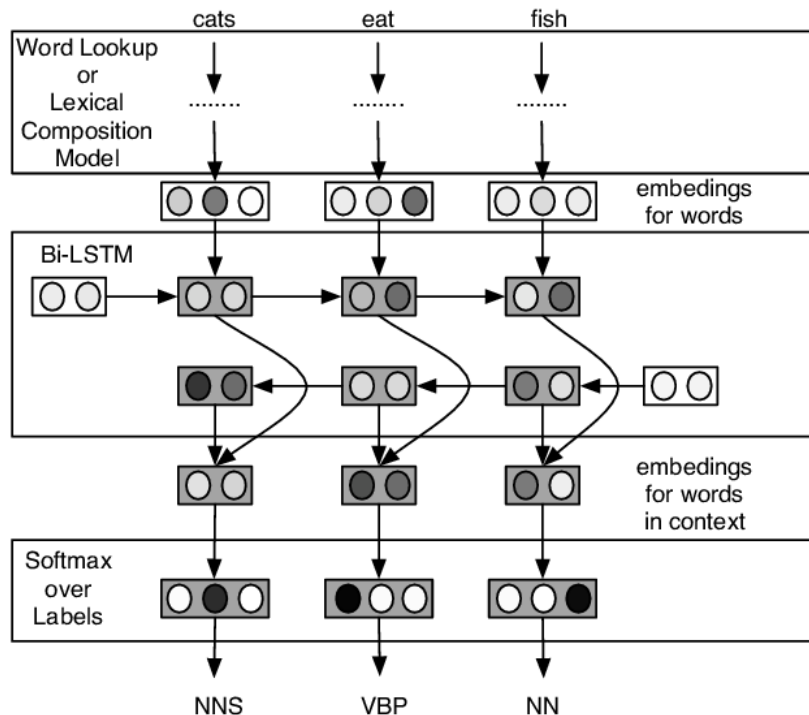 cats eat fish
Word Lookup
or
Lexical
Composition
Model
embedings
for words
Bi-LSTM
embedings
for words
in context
Softmax
over
Labels
NNS VBP NN